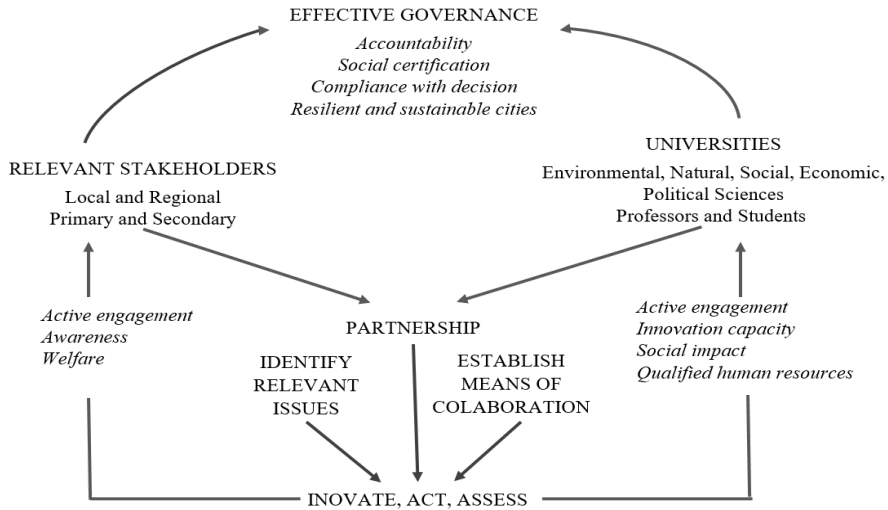 EFFECTIVE GOVERNANCE
Accountability
Social certification
Compliance with decision
Resilient and sustainable cities
RELEVANT STAKEHOLDERS
Local and Regional
Primary and Secondary
UNIVERSITIES
Environmental, Natural, Social, Economic,
Political Sciences
Professors and Students
Active engagement
Awareness
Welfare
PARTNERSHIP
Active engagement
Innovation capacity
Social impact
Qualified human resources
IDENTIFY
RELEVANT
ISSUES
ESTABLISH
MEANS OF
COLABORATION
INOVATE, ACT, ASSESS